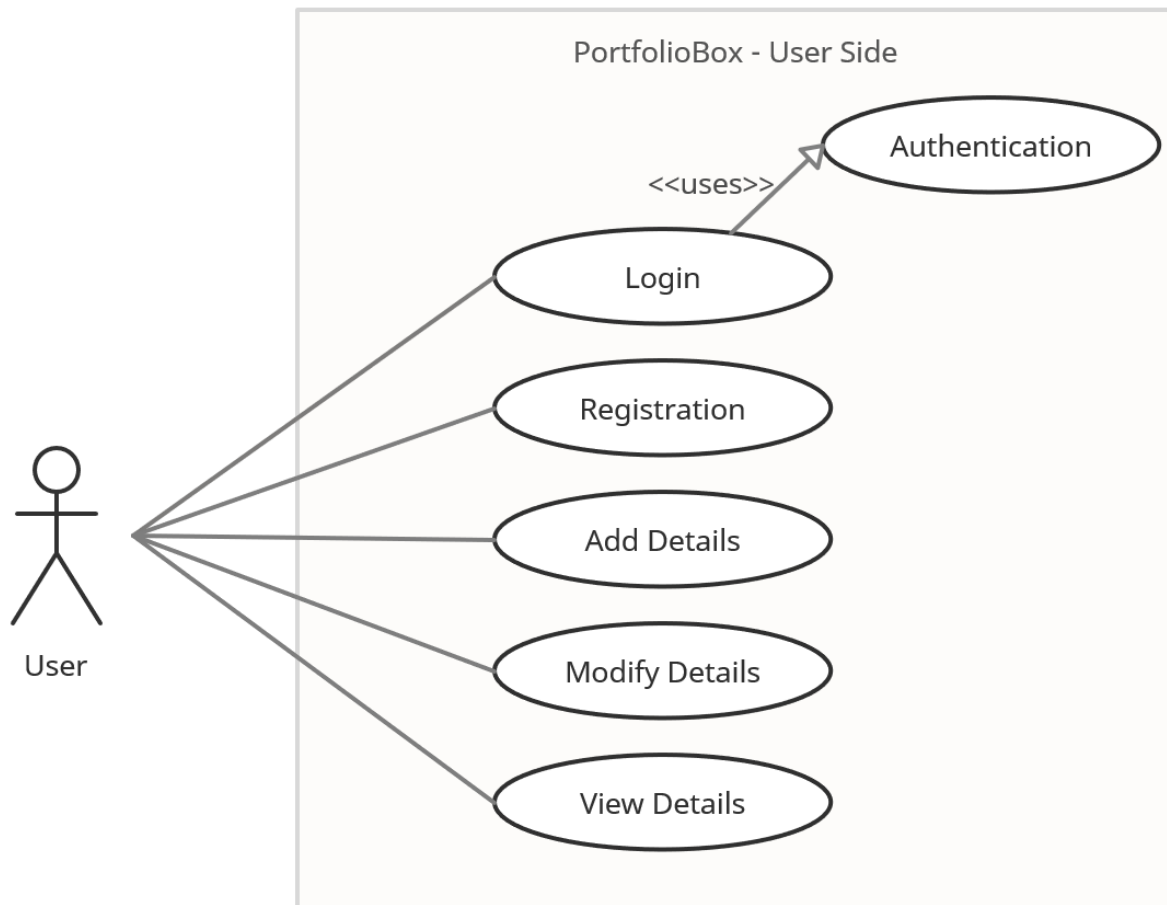 PortfolioBox - User Side
Authentication
<<uses>>
Login
Registration
Add Details
Modify Details
View Details
User